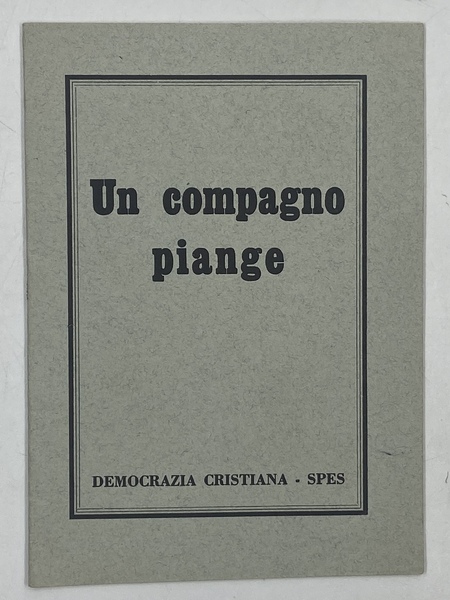 Un compagno
piange
DEMOCRAZIA CRISTIANA - SPES